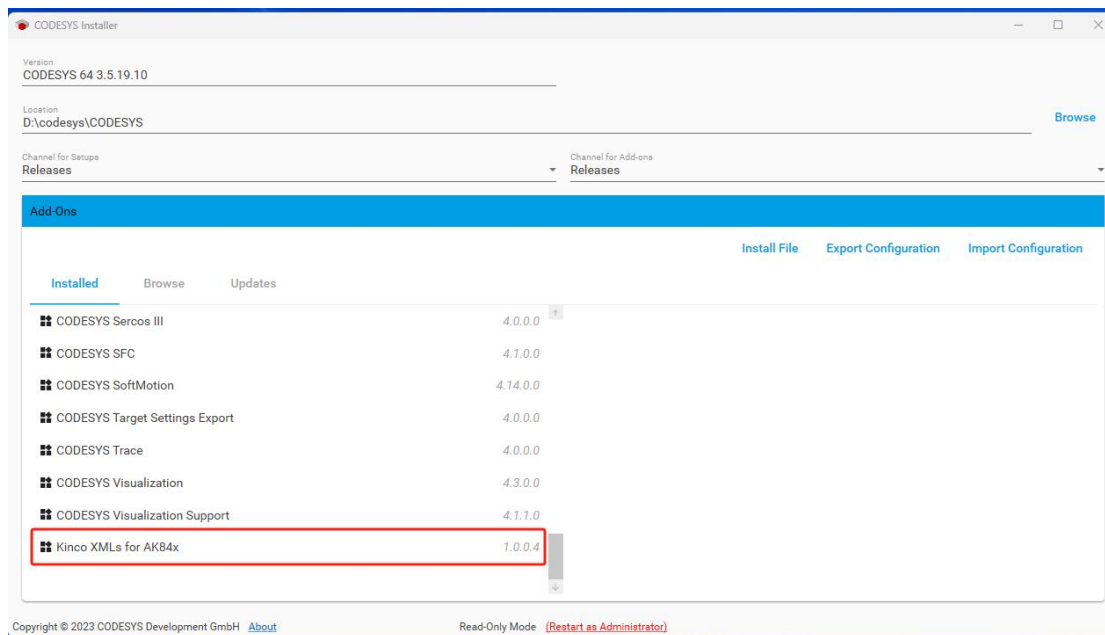 CODESYS Installer
Version
CODESYS 64 3.5.19.10
Location
D:\codesys\CODESYS
Browse
Channel for Setups
Releases
Channel for Add-ons
Releases
Add-Ons
Install File Export Configuration Import Configuration
Installed Browse Updates
CODESYS Sercos III 4.0.0.0
CODESYS SFC 4.1.0.0
CODESYS SoftMotion 4.14.0.0
CODESYS Target Settings Export 4.0.0.0
CODESYS Trace 4.0.0.0
CODESYS Visualization 4.3.0.0
CODESYS Visualization Support 4.1.1.0
Kinco XMLs for AK84x 1.0.0.4
Copyright © 2023 CODESYS Development GmbH About Read-Only Mode (Restart as Administrator)